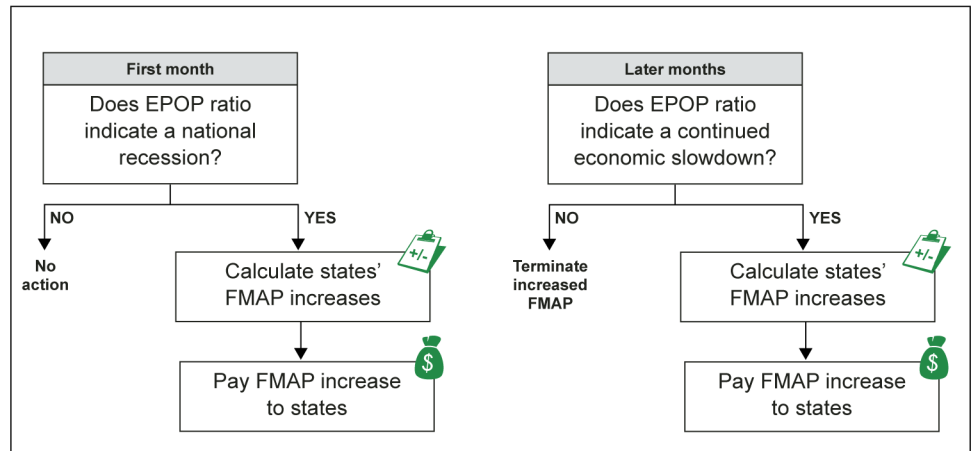 First month
Does EPOP ratio
indicate a national
recession?
NO
YES
No
action
+/-
Calculate states’
FMAP increases
$
Pay FMAP increase
to states
Later months
Does EPOP ratio
indicate a continued
economic slowdown?
NO
YES
Terminate
increased
FMAP
+/-
Calculate states’
FMAP increases
$
Pay FMAP increase
to states